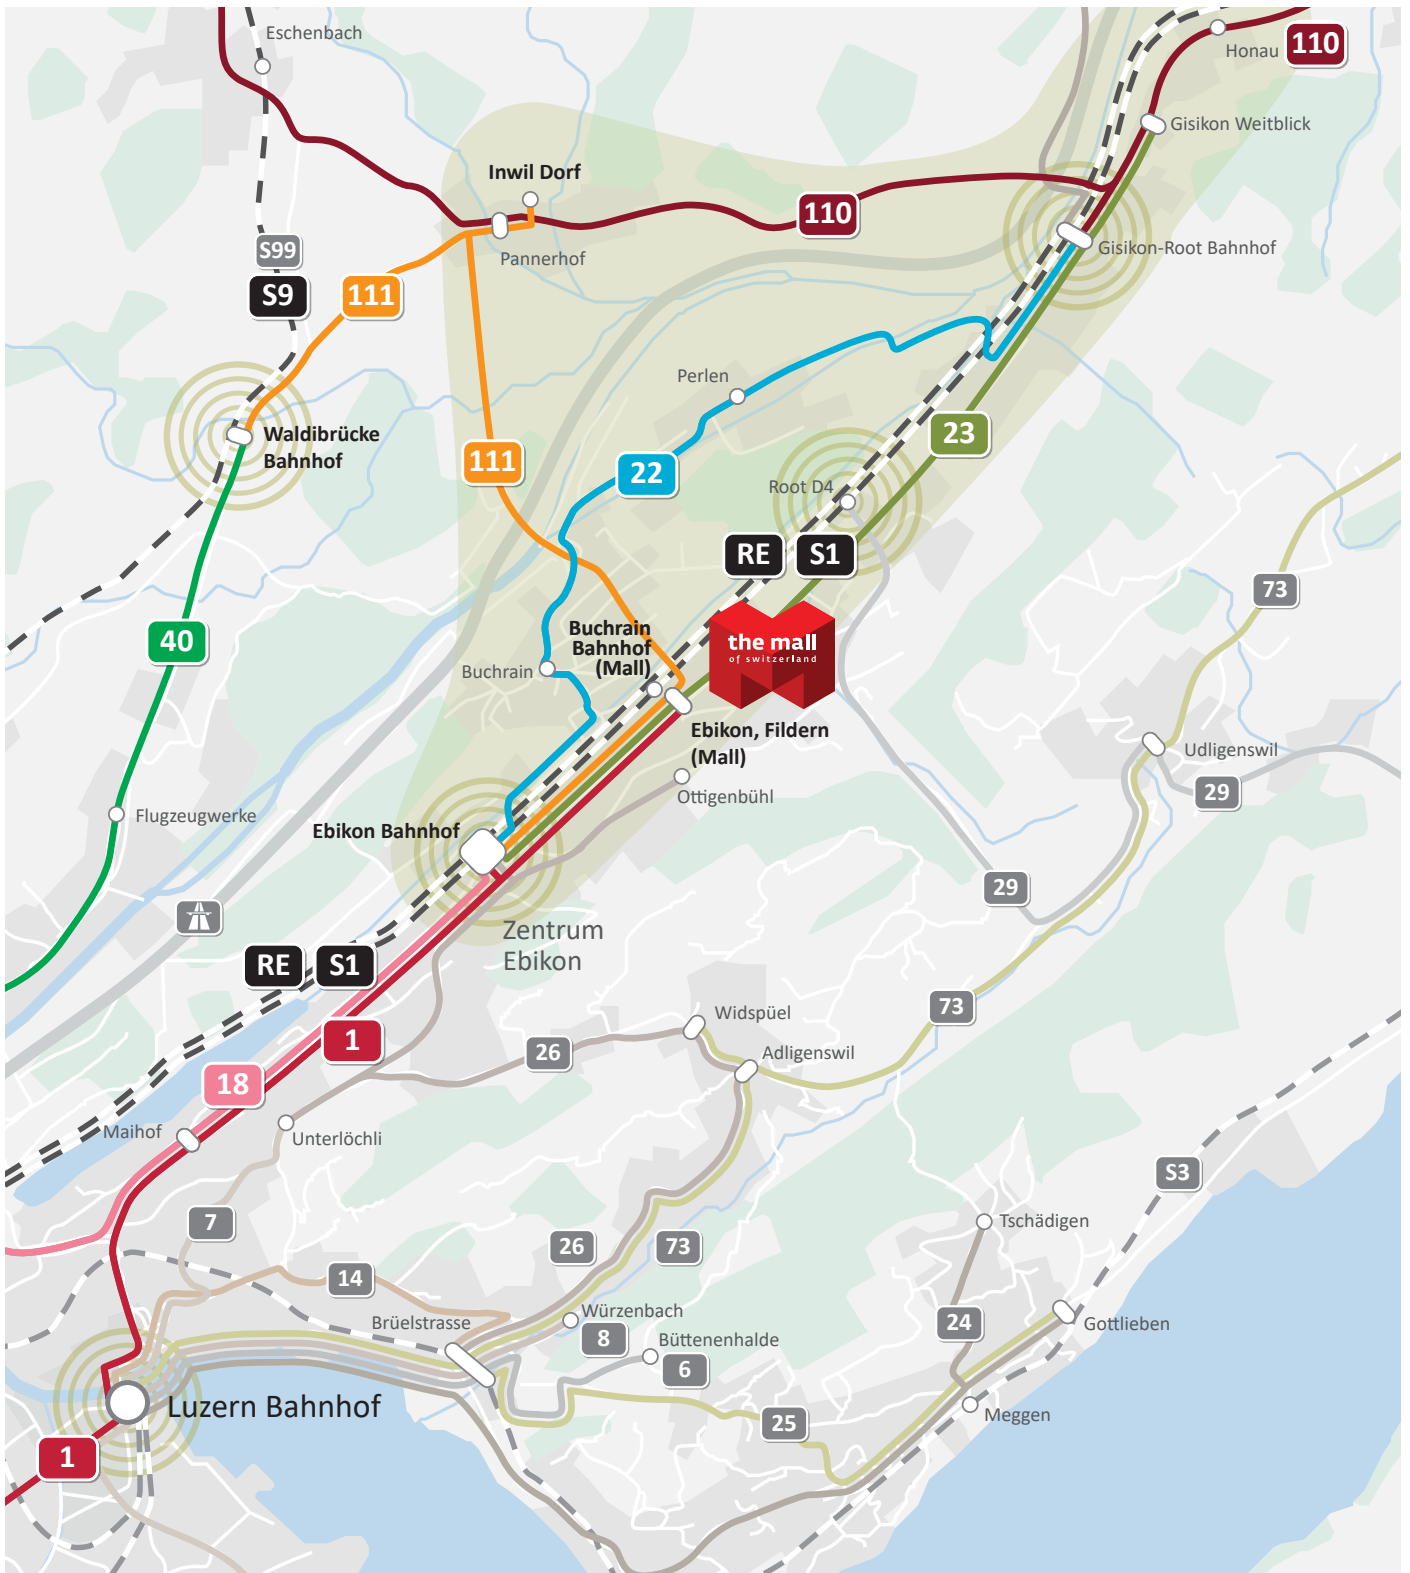 Eschenbach
Honau
110
Gisikon Weitblick
Inwil Dorf
110
Pannerhof
Gisikon-Root Bahnhof
S99
S9
111
Perlen
Waldibrücke
Bahnhof
23
111
22
Root D4
RE
S1
73
40
Buchrain
Bahnhof
(Mall)
the mall
of switzerland
Buchrain
Ebikon, Fildern
(Mall)
Udligenswil
Ottigenbühl
29
Flugzeugwerke
Ebikon Bahnhof
29
Zentrum
Ebikon
RE
S1
73
Widspüel
1
26
Adligenswil
18
Maihof
Unterlöchli
S3
7
Tschädigen
26
73
14
Würzenbach
Brüelstrasse
8
Büttenenhalde
24
Gottlieben
6
Luzern Bahnhof
25
Meggen
1